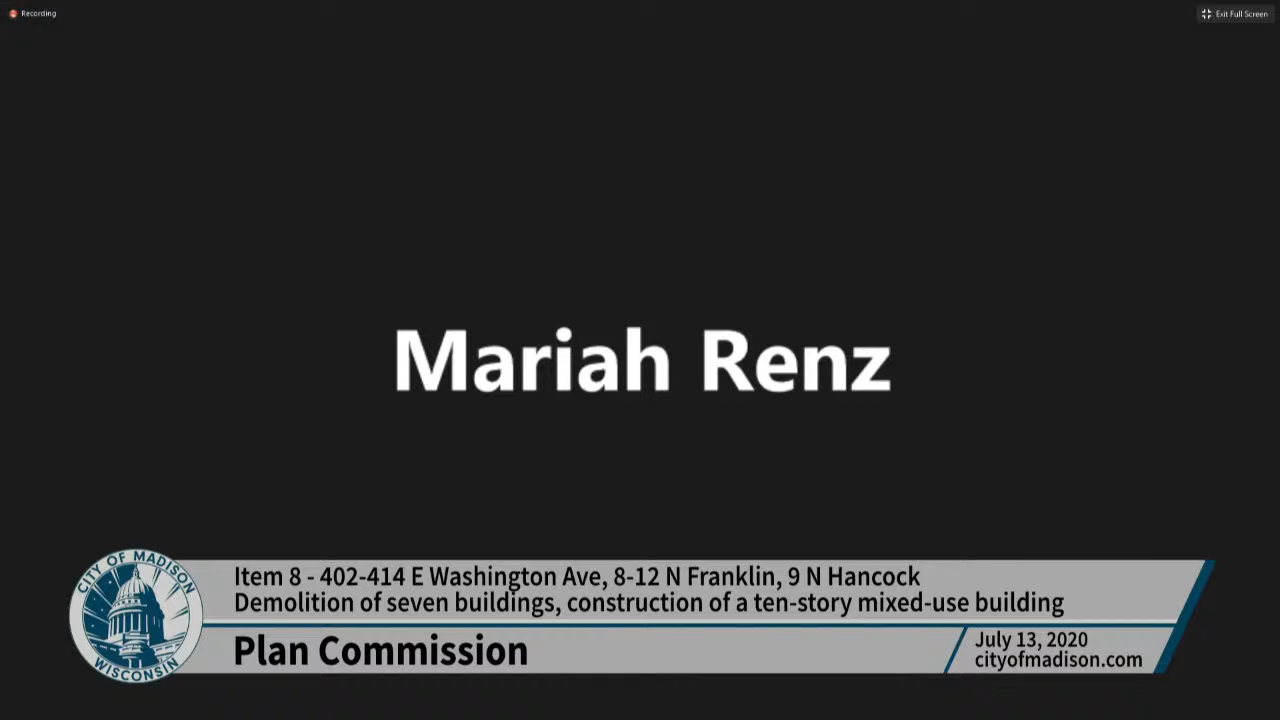 Recording
Exit Full Screen
Mariah Renz
CITY OF MADISON
WISCONSIN
Item 8 - 402-414 E Washington Ave, 8-12 N Franklin, 9 N Hancock
Demolition of seven buildings, construction of a ten-story mixed-use building
Plan Commission
July 13, 2020
cityofmadison.com